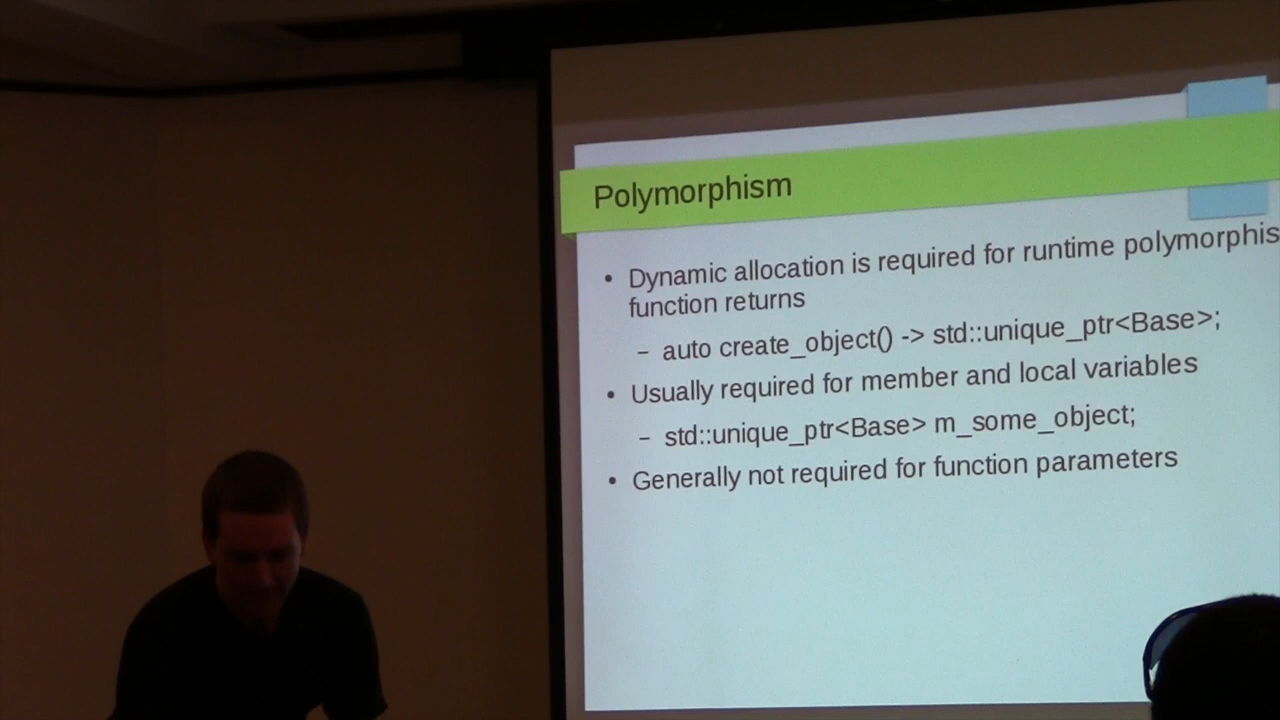 Polymorphism
• Dynamic allocation is required for runtime
function returns
– auto create_object() -> std::unique_ptr<Base>;
• Usually required for member and local variables
– std::unique_ptr<Base> m_some_object;
• Generally not required for function parameters